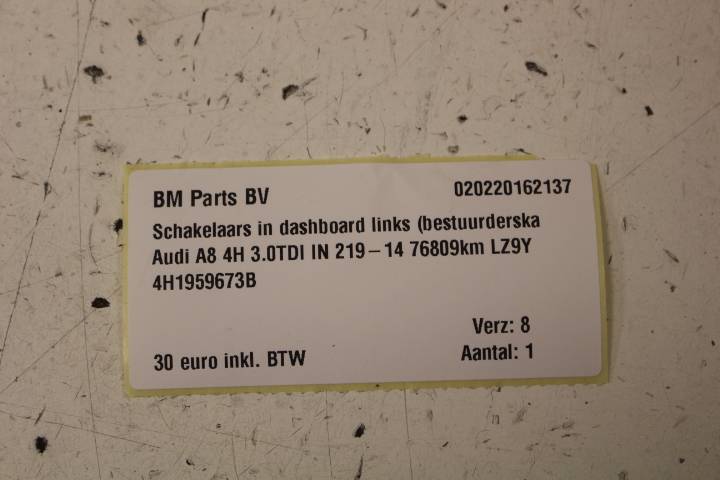 BM Parts BV 020220162137
Schakelaars in dashboard links (bestuurderska
Audi A8 4H 3.0TDI IN 219-14 76809km LZ9Y
4H1959673B
Verz: 8
30 euro inkl. BTW Aantal: 1